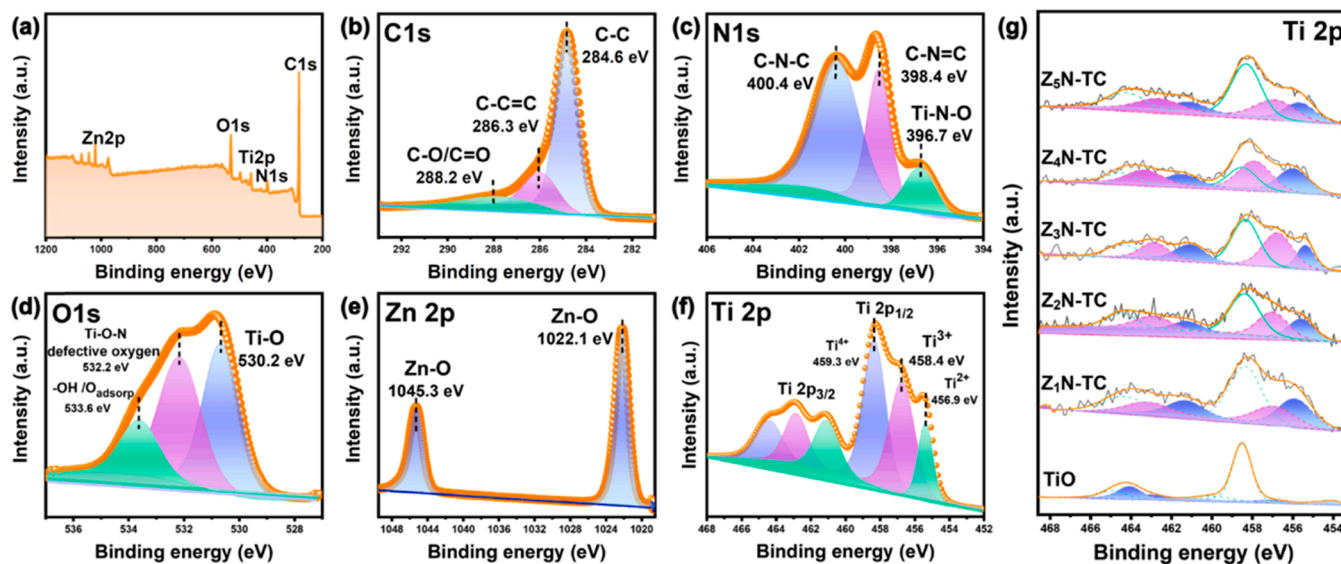 (a)
Intensity (a.u.)
Zn2p
O1s
Ti2p
N1s
C1s
1200 1000 800 600 400 200
Binding energy (eV)
(b)
C1s
Intensity (a.u.)
C-C
284.6 eV
C-C=C
286.3 eV
C-O/C=O
288.2 eV
292 288 286 284
Binding energy (eV)
(c)
N1s
Intensity (a.u.)
C-N-C
400.4 eV
C-N=C
398.4 eV
Ti-N-O
396.7 eV
406 404 400 398 396 394
Binding energy (eV)
(d)
O1s
Intensity (a.u.)
Ti-O-N
defective oxygen
532.2 eV
-OH /Oadsorp
533.6 eV
Ti-O
530.2 eV
536 533 532 530 528
Binding energy (eV)
(e)
Zn 2p
Intensity (a.u.)
Zn-O
1045.3 eV
Zn-O
1022.1 eV
1048 1044 1040 1036 1032 1028 1024 1020
Binding energy (eV)
(f)
Ti 2p
Intensity (a.u.)
Ti 2p3/2
Ti 2p1/2
Ti4+
459.3 eV
Ti3+
458.4 eV
Ti2+
456.9 eV
468 466 464 462 460 458 456 454 452
Binding energy (eV)
(g)
Ti 2p
Intensity (a.u.)
Z5N-TC
Z4N-TC
Z3N-TC
Z2N-TC
Z1N-TC
TiO
468 466 464 462 460 458 456 454
Binding energy (eV)